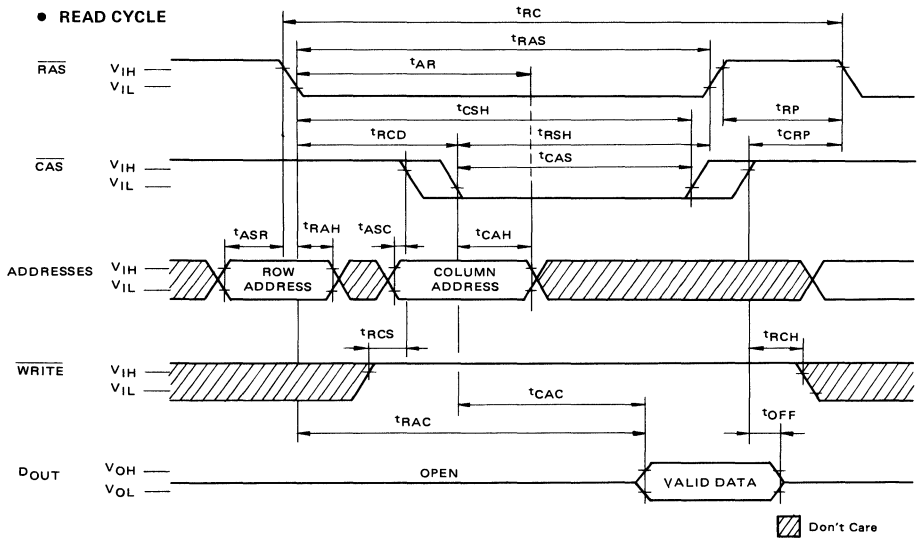 • READ CYCLE
tRC
tRAS
tAR
RAS
VIH
VIL
tCSH
tRP
tRCD
tRSH
tCRP
CAS
VIH
VIL
tCAS
tASR
tRAH
tASC
tCAH
ADDRESSES
VIH
VIL
ROW
ADDRESS
COLUMN
ADDRESS
tRCS
tRCH
WRITE
VIH
VIL
tCAC
tOFF
tRAC
DOUT
VOH
VOL
OPEN
VALID DATA
Don't Care